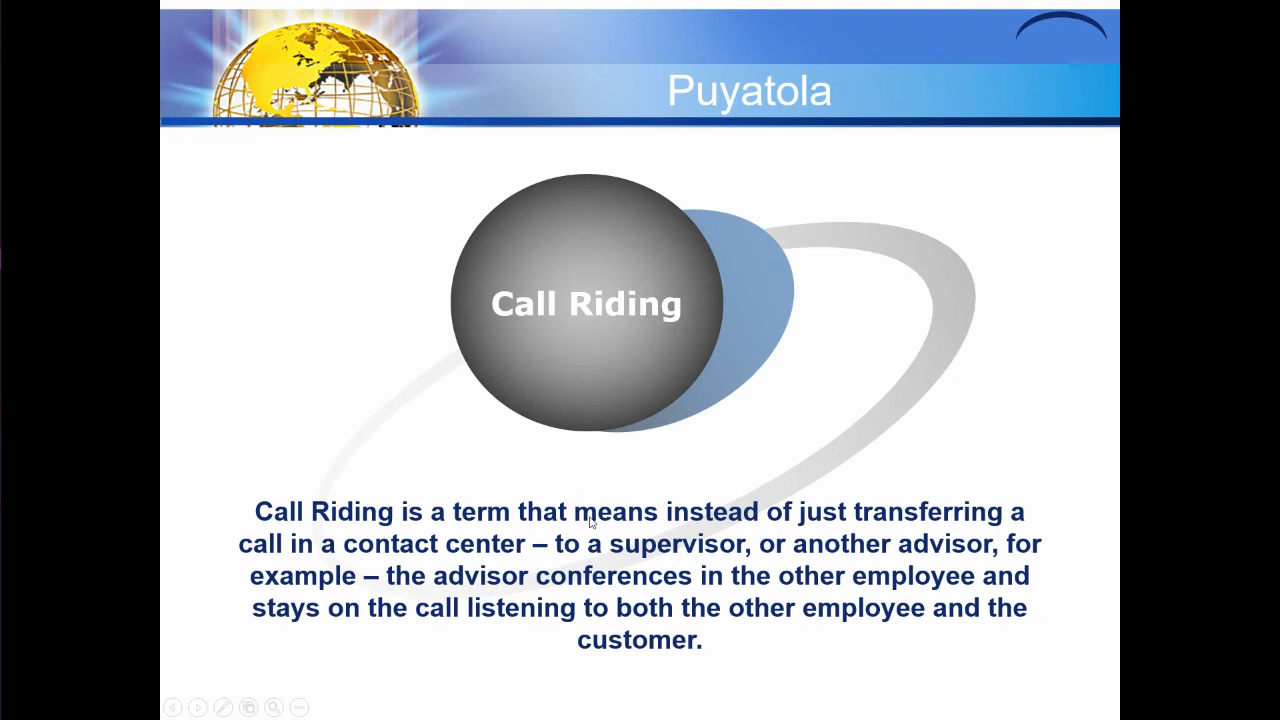 Puyatola
Call Riding
Call Riding is a term that means instead of just transferring a
call in a contact center – to a supervisor, or another advisor, for
example – the advisor conferences in the other employee and
stays on the call listening to both the other employee and the
customer.